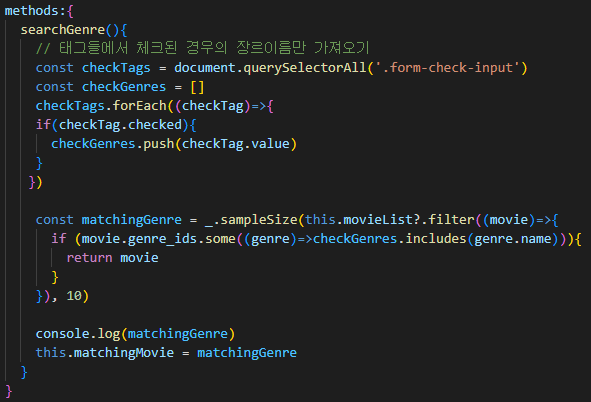 methods:{
searchGenre(){
// 태그들에서 체크된 경우의 장르이름만 가져오기
const checkTags = document.querySelectorAll('.form-check-input')
const checkGenres = []
checkTags.forEach((checkTag)=>{
if(checkTag.checked){
checkGenres.push(checkTag.value)
}
})
const matchingGenre = _.sampleSize(this.movieList?.filter((movie)=>{
if (movie.genre_ids.some((genre)=>checkGenres.includes(genre.name))){
return movie
}
}), 10)
console.log(matchingGenre)
this.matchingMovie = matchingGenre
}
}